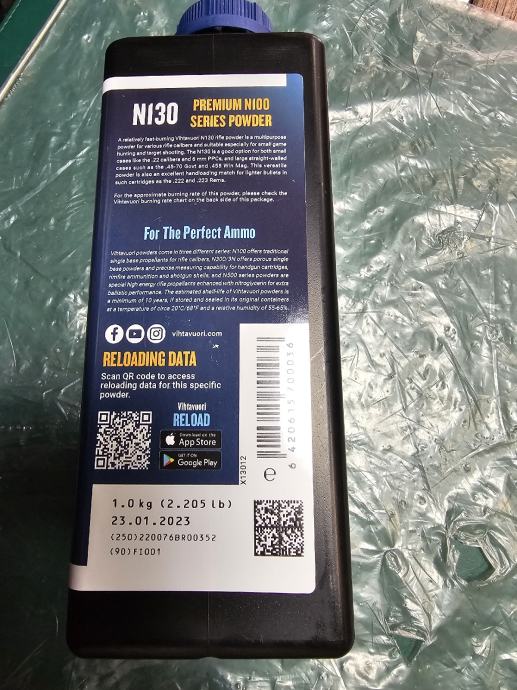 N130
PREMIUM N100
SERIES POWDER
A relatively fast-burning Vihtavuori N130 rifle powder is a multipurpose
powder for various rifle calibers and suitable especially for small game
hunting and target shooting. The N130 is a good option for both small
cases like the .22 calibers and 6 mm PPCs, and large straight-walled
cases such as the .45-70 Govt and .458 Win Mag. This versatile
powder is also an excellent handloading match for lighter bullets in
such cartridges as the .222 and .223 Rems.
For the approximate burning rate of this powder, please check the
Vihtavuori burning rate chart on the back side of this package.
For The Perfect Ammo
Vihtavuori powders come in three different series: N100 offers traditional
single base propellants for rifle calibers, N300/3N offers porous single
base powders and precise measuring capability for handgun cartridges,
rimfire ammunition and shotgun shells, and N500 series powders are
special high energy rifle propellants enhanced with nitroglycerin for extra
ballistic performance. The estimated shelf-life of Vihtavuori powders is
a minimum of 10 years, if stored and sealed in its original containers
at a temperature of circa 20°C/68°F and a relative humidity of 55-65%.
vihtavuori.com
RELOADING DATA
Scan QR code to access
reloading data for this specific
powder.
Vihtavuori
RELOAD
Download on the
App Store
GET IT ON
Google Play
X13012
e
6 420615 700036
1.0 kg (2.205 lb)
23.01.2023
(250)220076BR00352
(90)FI001